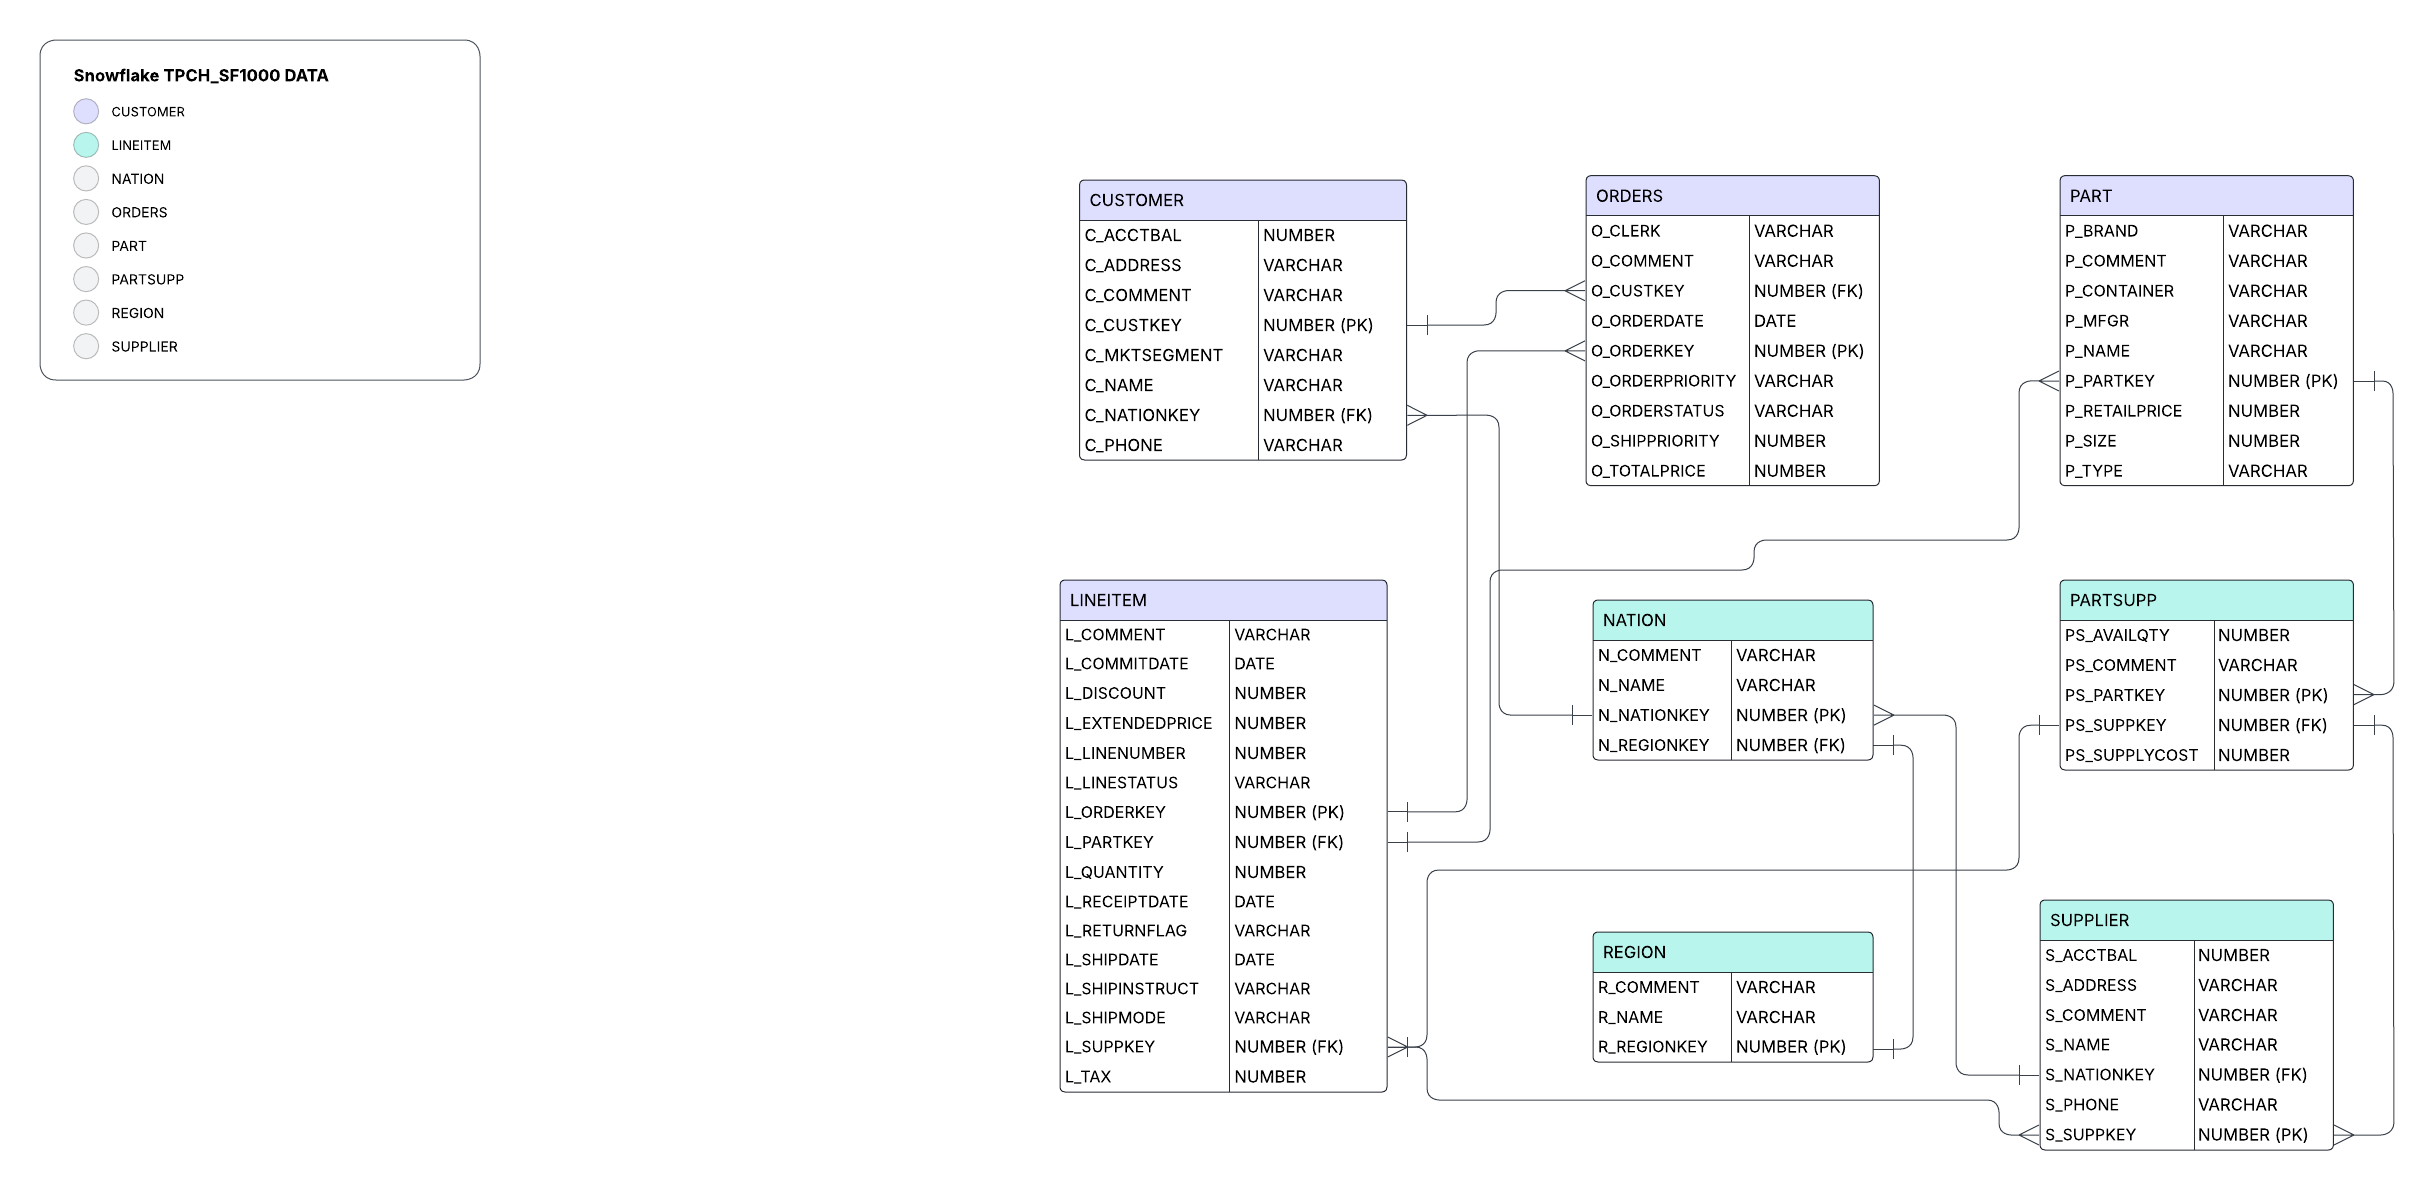 Snowflake TPCH_SF1000 DATA
CUSTOMER
LINEITEM
NATION
ORDERS
PART
PARTSUPP
REGION
SUPPLIER
CUSTOMER
C_ACCTBAL NUMBER
C_ADDRESS VARCHAR
C_COMMENT VARCHAR
C_CUSTKEY NUMBER (PK)
C_MKTSEGMENT VARCHAR
C_NAME VARCHAR
C_NATIONKEY NUMBER (FK)
C_PHONE VARCHAR
ORDERS
O_CLERK VARCHAR
O_COMMENT VARCHAR
O_CUSTKEY NUMBER (FK)
O_ORDERDATE DATE
O_ORDERKEY NUMBER (PK)
O_ORDERPRIORITY VARCHAR
O_ORDERSTATUS VARCHAR
O_SHIPPRIORITY NUMBER
O_TOTALPRICE NUMBER
PART
P_BRAND VARCHAR
P_COMMENT VARCHAR
P_CONTAINER VARCHAR
P_MFGR VARCHAR
P_NAME VARCHAR
P_PARTKEY NUMBER (PK)
P_RETAILPRICE NUMBER
P_SIZE NUMBER
P_TYPE VARCHAR
LINEITEM
L_COMMENT VARCHAR
L_COMMITDATE DATE
L_DISCOUNT NUMBER
L_EXTENDEDPRICE NUMBER
L_LINENUMBER NUMBER
L_LINESTATUS VARCHAR
L_ORDERKEY NUMBER (PK)
L_PARTKEY NUMBER (FK)
L_QUANTITY NUMBER
L_RECEIPTDATE DATE
L_RETURNFLAG VARCHAR
L_SHIPDATE DATE
L_SHIPINSTRUCT VARCHAR
L_SHIPMODE VARCHAR
L_SUPPKEY NUMBER (FK)
L_TAX NUMBER
NATION
N_COMMENT VARCHAR
N_NAME VARCHAR
N_NATIONKEY NUMBER (PK)
N_REGIONKEY NUMBER (FK)
PARTSUPP
PS_AVAILQTY NUMBER
PS_COMMENT VARCHAR
PS_PARTKEY NUMBER (PK)
PS_SUPPKEY NUMBER (FK)
PS_SUPPLYCOST NUMBER
REGION
R_COMMENT VARCHAR
R_NAME VARCHAR
R_REGIONKEY NUMBER (PK)
SUPPLIER
S_ACCTBAL NUMBER
S_ADDRESS VARCHAR
S_COMMENT VARCHAR
S_NAME VARCHAR
S_NATIONKEY NUMBER (FK)
S_PHONE VARCHAR
S_SUPPKEY NUMBER (PK)